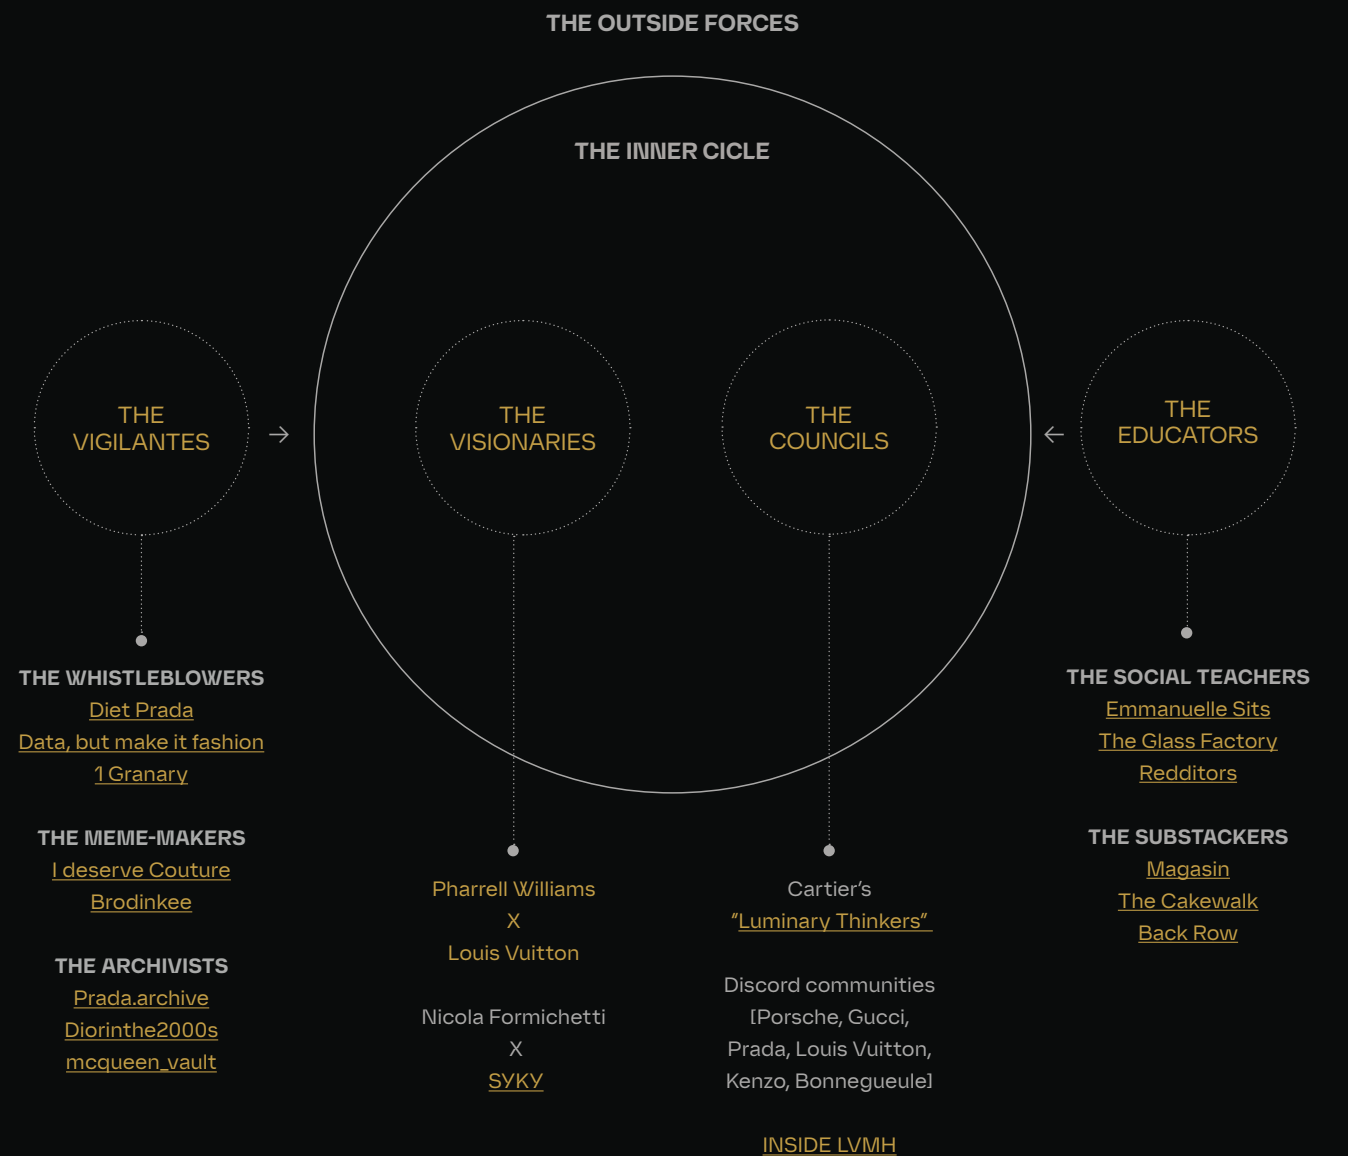 THE OUTSIDE FORCES
THE INNER CICLE
THE
VIGILANTES
THE
VISIONARIES
THE
COUNCILS
THE
EDUCATORS
THE WHISTLEBLOWERS
Diet Prada
Data, but make it fashion
1 Granary
THE MEME-MAKERS
I deserve Couture
Brodinkee
THE ARCHIVISTS
Prada.archive
Diorinthe2000s
mcqueen_vault
Pharrell Williams
X
Louis Vuitton
Nicola Formichetti
X
SYKY
Cartier’s
“Luminary Thinkers”
Discord communities
[Porsche, Gucci,
Prada, Louis Vuitton,
Kenzo, Bonnegueule]
INSIDE LVMH
THE SOCIAL TEACHERS
Emmanuelle Sits
The Glass Factory
Redditors
THE SUBSTACKERS
Magasin
The Cakewalk
Back Row